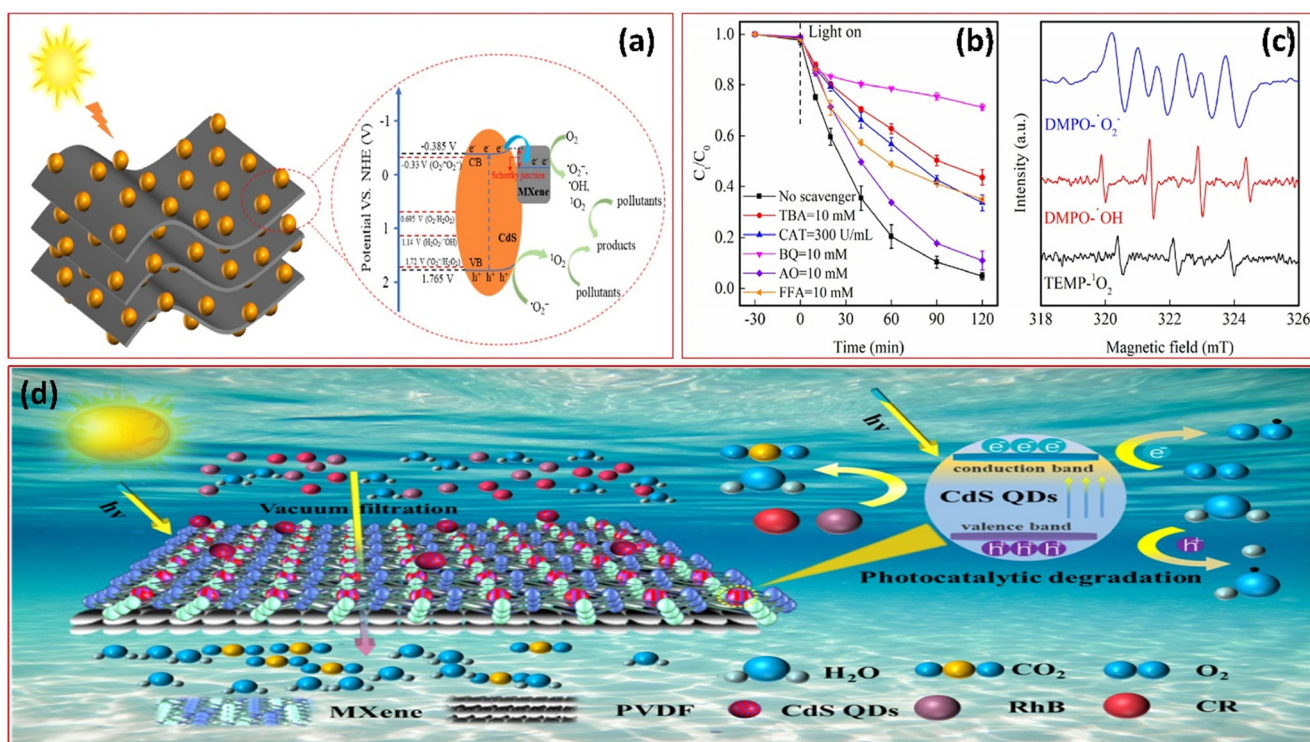 (a)
Potential VS. NHE (V)
-1
0
1
2
-0.385 V
-0.33 V (O₂/•O₂⁻)
0.695 V (O₂/H₂O₂)
1.14 V (H₂O₂/•OH)
1.72 V (•O₂⁻/H₂O₂)
1.765 V
e⁻ e⁻ e⁻
CB
Schottky junction
e⁻ e⁻
MXene
CdS
VB
h⁺ h⁺ h⁺
O₂
•O₂⁻,
•OH,
¹O₂
pollutants
products
¹O₂
pollutants
•O₂⁻
(b)
Light on
Cₜ/C₀
1.0
0.8
0.6
0.4
0.2
0.0
No scavenger
TBA=10 mM
CAT=300 U/mL
BQ=10 mM
AO=10 mM
FFA=10 mM
-30 0 30 60 90 120
Time (min)
(c)
Intensity (a.u.)
DMPO-•O₂⁻
DMPO-•OH
TEMP-¹O₂
318 320 322 324 326
Magnetic field (mT)
(d)
hv
Vacuum filtration
hv
e⁻ e⁻ e⁻
conduction band
CdS QDs
valence band
h⁺ h⁺ h⁺
e⁻
h⁺
Photocatalytic degradation
H₂O
CO₂
O₂
MXene
PVDF
CdS QDs
RhB
CR